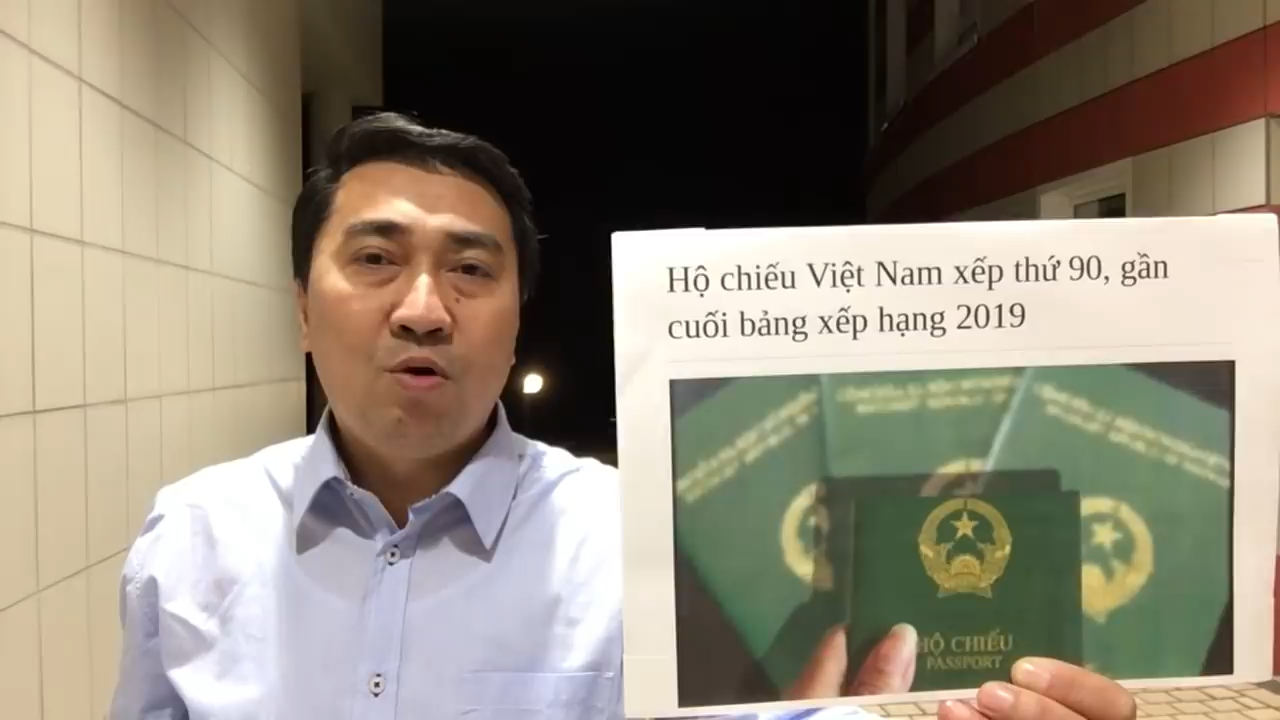 Hộ chiếu Việt Nam xếp thứ 90, gần
cuối bảng xếp hạng 2019
HỘ CHIẾU
PASSPORT